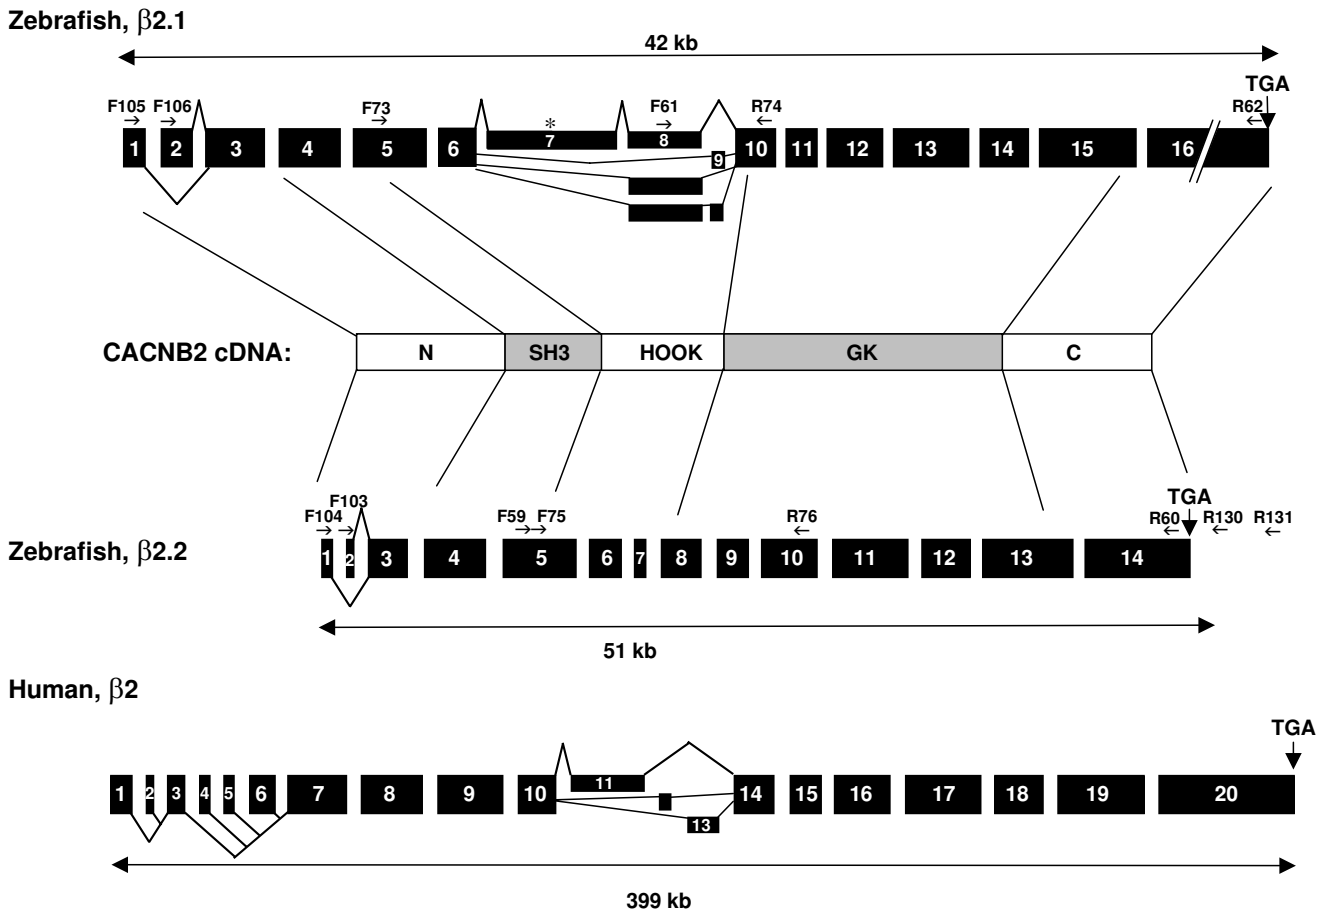 Zebrafish, β2.1
42 kb
TGA
F105 F106 F73 F61 R74 R62
*
1 2 3 4 5 6 7 8 9 10 11 12 13 14 15 16
CACNB2 cDNA: N SH3 HOOK GK C
TGA
F104 F103 F59 F75 R76 R60 R130 R131
Zebrafish, β2.2
1 2 3 4 5 6 7 8 9 10 11 12 13 14
51 kb
Human, β2
TGA
1 2 3 4 5 6 7 8 9 10 11 13 14 15 16 17 18 19 20
399 kb